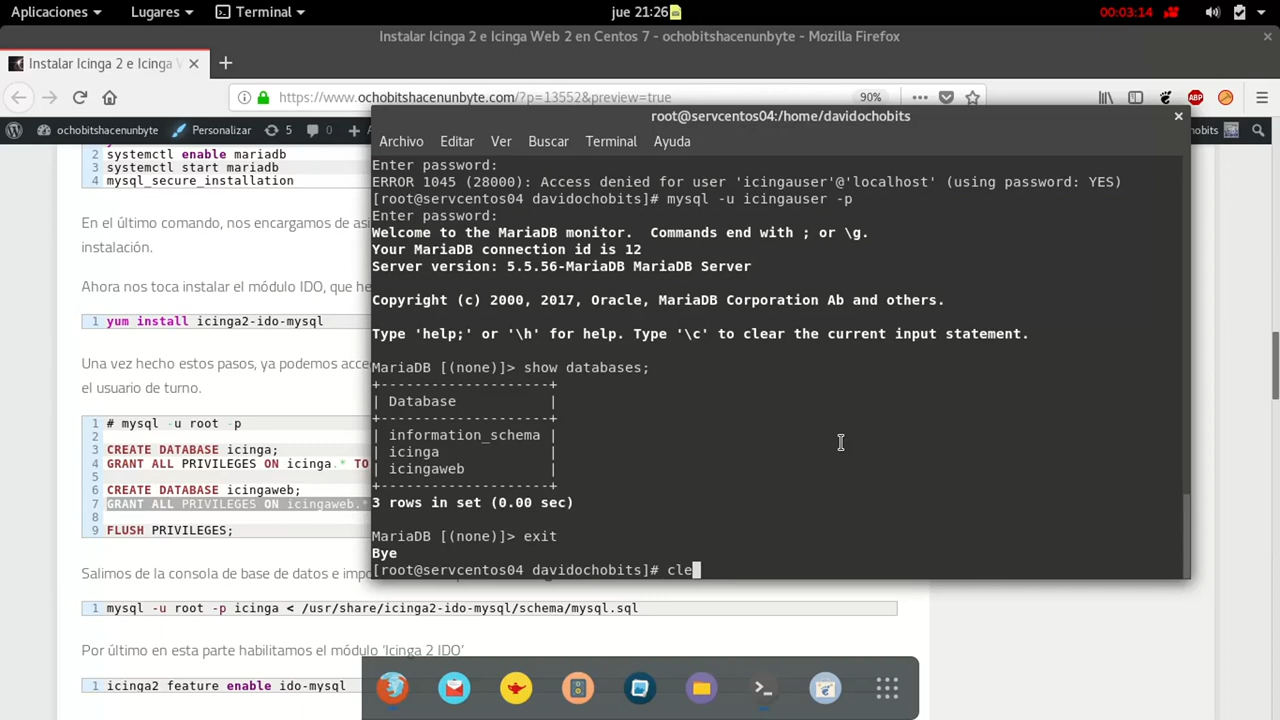 Aplicaciones
Lugares
Terminal
jue 21:26
00:03:14
Instalar Icinga 2 e Icinga Web 2 en Centos 7 - ochobitshacenunbyte - Mozilla Firefox
Instalar Icinga 2 e Icinga W
https://www.ochobitshacenunbyte.com/?p=13552&preview=true
90%
ABP
ochobitshacenunbyte
Personalizar
5
0
root@servcentos04:/home/davidochobits
Archivo
Editar
Ver
Buscar
Terminal
Ayuda
Enter password:
ERROR 1045 (28000): Access denied for user 'icingauser'@'localhost' (using password: YES)
[root@servcentos04 davidochobits]# mysql -u icingauser -p
Enter password:
Welcome to the MariaDB monitor.  Commands end with ; or \g.
Your MariaDB connection id is 12
Server version: 5.5.56-MariaDB MariaDB Server
Copyright (c) 2000, 2017, Oracle, MariaDB Corporation Ab and others.
Type 'help;' or '\h' for help. Type '\c' to clear the current input statement.
MariaDB [(none)]> show databases;
+--------------------+
| Database           |
+--------------------+
| information_schema |
| icinga             |
| icingaweb          |
+--------------------+
3 rows in set (0.00 sec)
MariaDB [(none)]> exit
Bye
[root@servcentos04 davidochobits]# cle
2 systemctl enable mariadb
3 systemctl start mariadb
4 mysql_secure_installation
En el último comando, nos encargamos de
instalación.
Ahora nos toca instalar el módulo IDO, que
1 yum install icinga2-ido-mysql
Una vez hecho estos pasos, ya podemos
el usuario de turno.
1 # mysql -u root -p
2
3 CREATE DATABASE icinga;
4 GRANT ALL PRIVILEGES ON icinga.* TO
5
6 CREATE DATABASE icingaweb;
7 GRANT ALL PRIVILEGES ON icingaweb.*
8
9 FLUSH PRIVILEGES;
Salimos de la consola de base de datos e
1 mysql -u root -p icinga < /usr/share/icinga2-ido-mysql/schema/mysql.sql
Por último en esta parte habilitamos el módulo ‘Icinga 2 IDO’
1 icinga2 feature enable ido-mysql